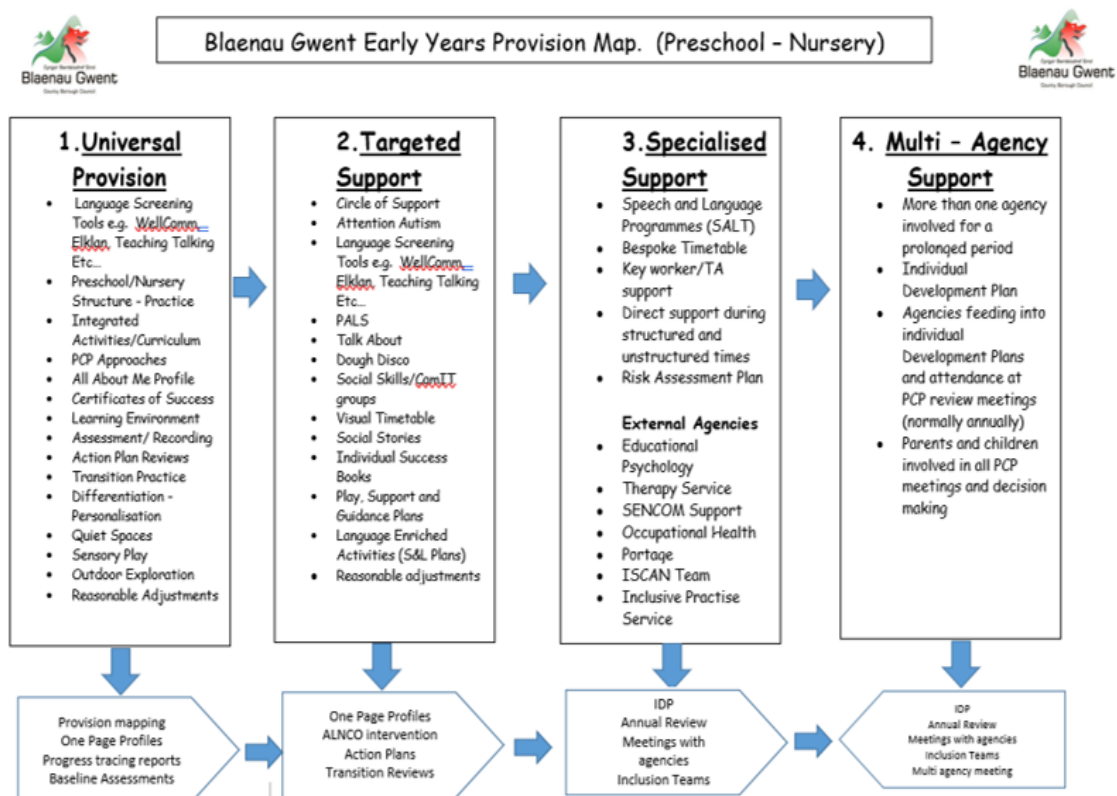 Blaenau Gwent
County Borough Council
Blaenau Gwent Early Years Provision Map. (Preschool – Nursery)
Blaenau Gwent
County Borough Council
1. Universal
Provision
• Language Screening
Tools e.g. WellComm,
Elklan, Teaching Talking
Etc…
• Preschool/Nursery
Structure - Practice
• Integrated
Activities/Curriculum
• PCP Approaches
• All About Me Profile
• Certificates of Success
• Learning Environment
• Assessment/ Recording
• Action Plan Reviews
• Transition Practice
• Differentiation -
Personalisation
• Quiet Spaces
• Sensory Play
• Outdoor Exploration
• Reasonable Adjustments
2. Targeted
Support
• Circle of Support
• Attention Autism
• Language Screening
Tools e.g. WellComm,
Elklan, Teaching Talking
Etc…
• PALS
• Talk About
• Dough Disco
• Social Skills/ComIT
groups
• Visual Timetable
• Social Stories
• Individual Success
Books
• Play, Support and
Guidance Plans
• Language Enriched
Activities (S&L Plans)
• Reasonable adjustments
3. Specialised
Support
• Speech and Language
Programmes (SALT)
• Bespoke Timetable
• Key worker/TA
support
• Direct support during
structured and
unstructured times
• Risk Assessment Plan
External Agencies
• Educational
Psychology
• Therapy Service
• SENCOM Support
• Occupational Health
• Portage
• ISCAN Team
• Inclusive Practise
Service
4. Multi – Agency
Support
• More than one agency
involved for a
prolonged period
• Individual
Development Plan
• Agencies feeding into
individual
Development Plans
and attendance at
PCP review meetings
(normally annually)
• Parents and children
involved in all PCP
meetings and decision
making
Provision mapping
One Page Profiles
Progress tracing reports
Baseline Assessments
One Page Profiles
ALNCO intervention
Action Plans
Transition Reviews
IDP
Annual Review
Meetings with
agencies
Inclusion Teams
IDP
Annual Review
Meetings with agencies
Inclusion Teams
Multi agency meeting